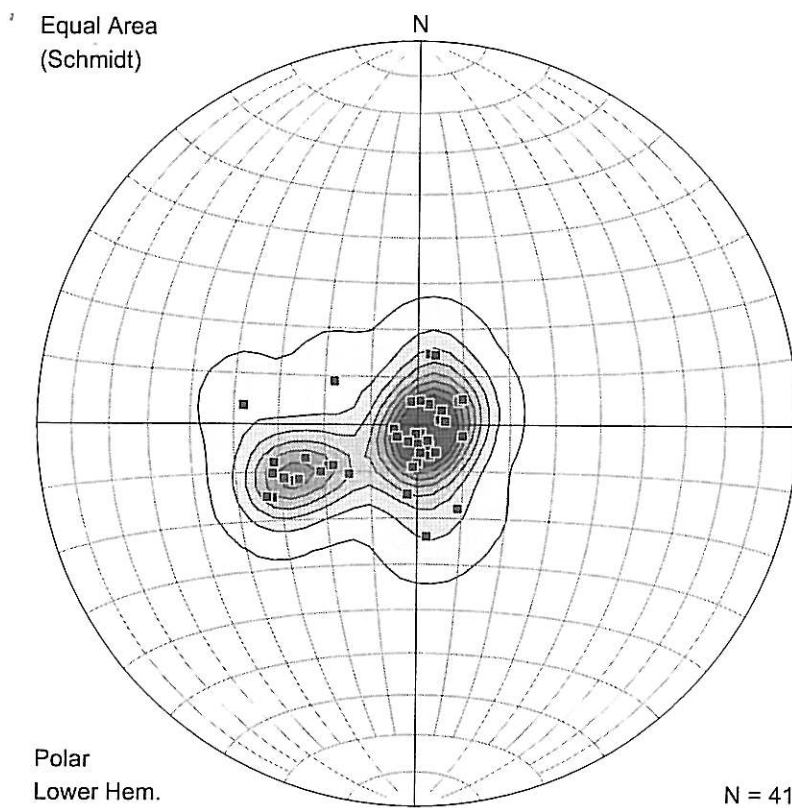 Equal Area
(Schmidt)
N
Polar
Lower Hem.
N = 41